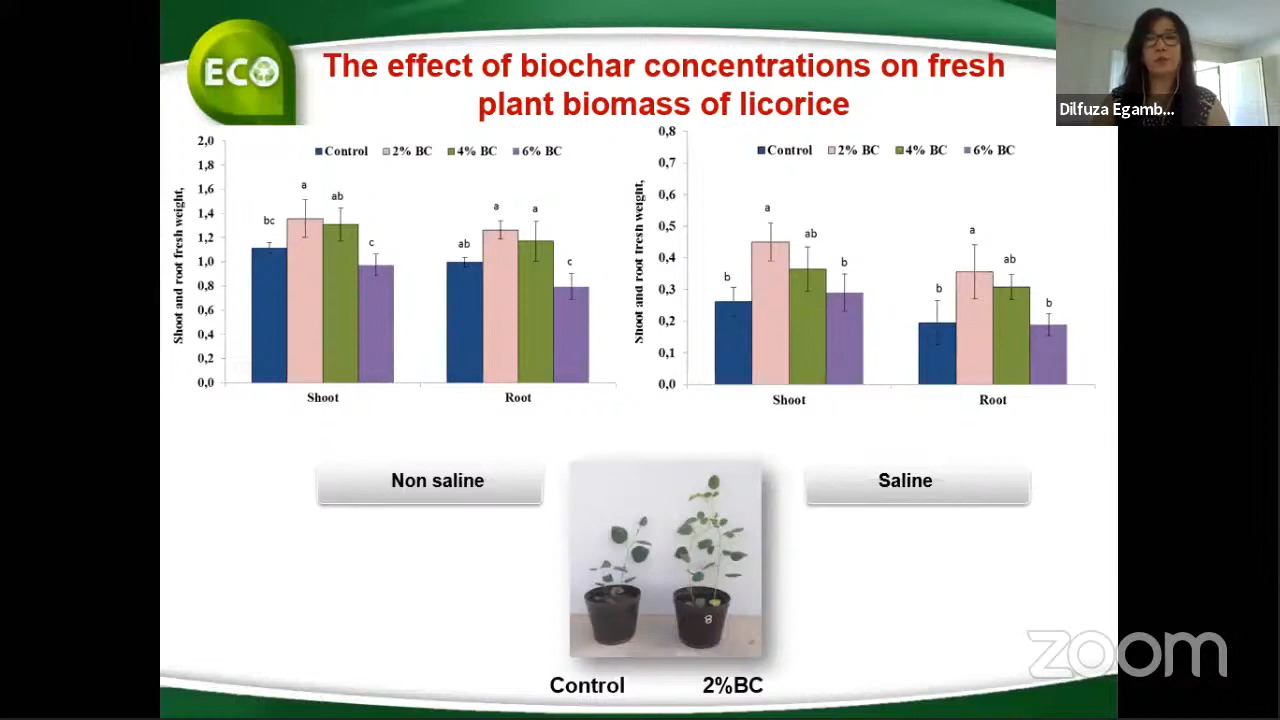 ECO
The effect of biochar concentrations on fresh
plant biomass of licorice
Dilfuza Egamb...
Shoot and root fresh weight,
2,0
1,8
1,6
1,4
1,2
1,0
0,8
0,6
0,4
0,2
0,0
Control 2% BC 4% BC 6% BC
bc a ab c
ab a a c
Shoot Root
Shoot and root fresh weight,
0,8
0,7
0,6
0,5
0,4
0,3
0,2
0,1
0,0
Control 2% BC 4% BC 6% BC
b a ab b
b a ab b
Shoot Root
Non saline
Saline
8
Control 2%BC
zoom